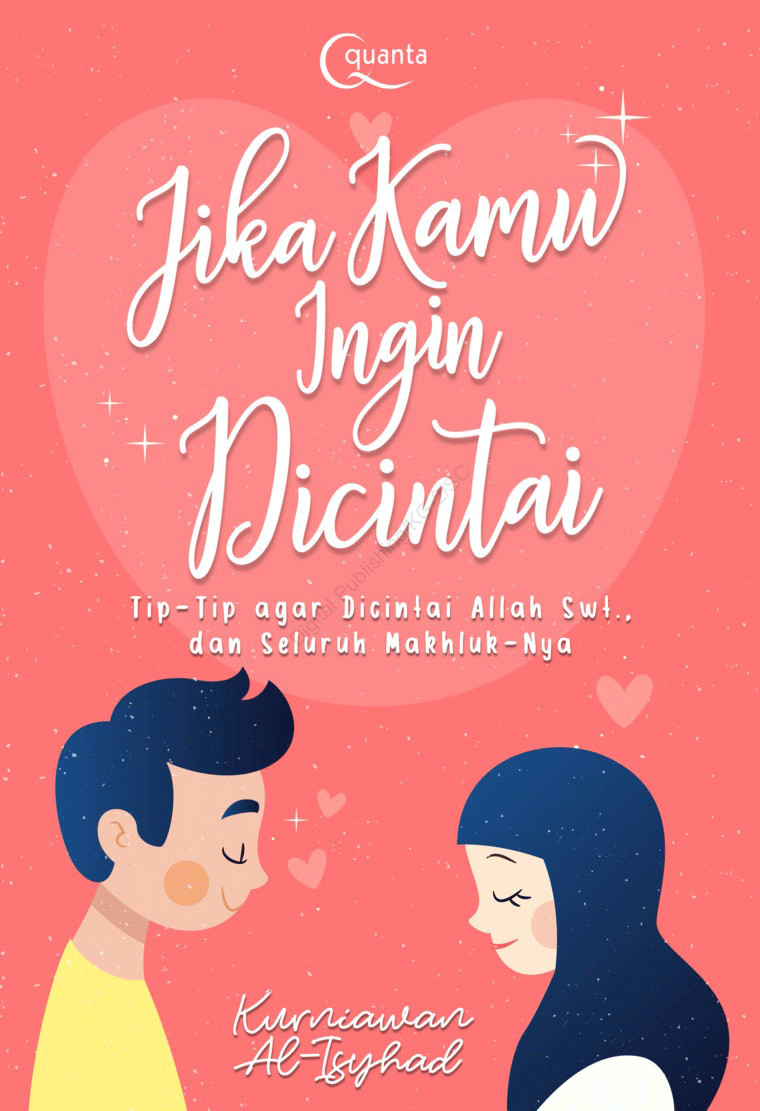 quanta
Jika Kamu
Ingin
Dicintai
Tip-Tip agar Dicintai Allah Swt.,
dan Seluruh Makhluk-Nya
Kurniawan
Al-Isyhad